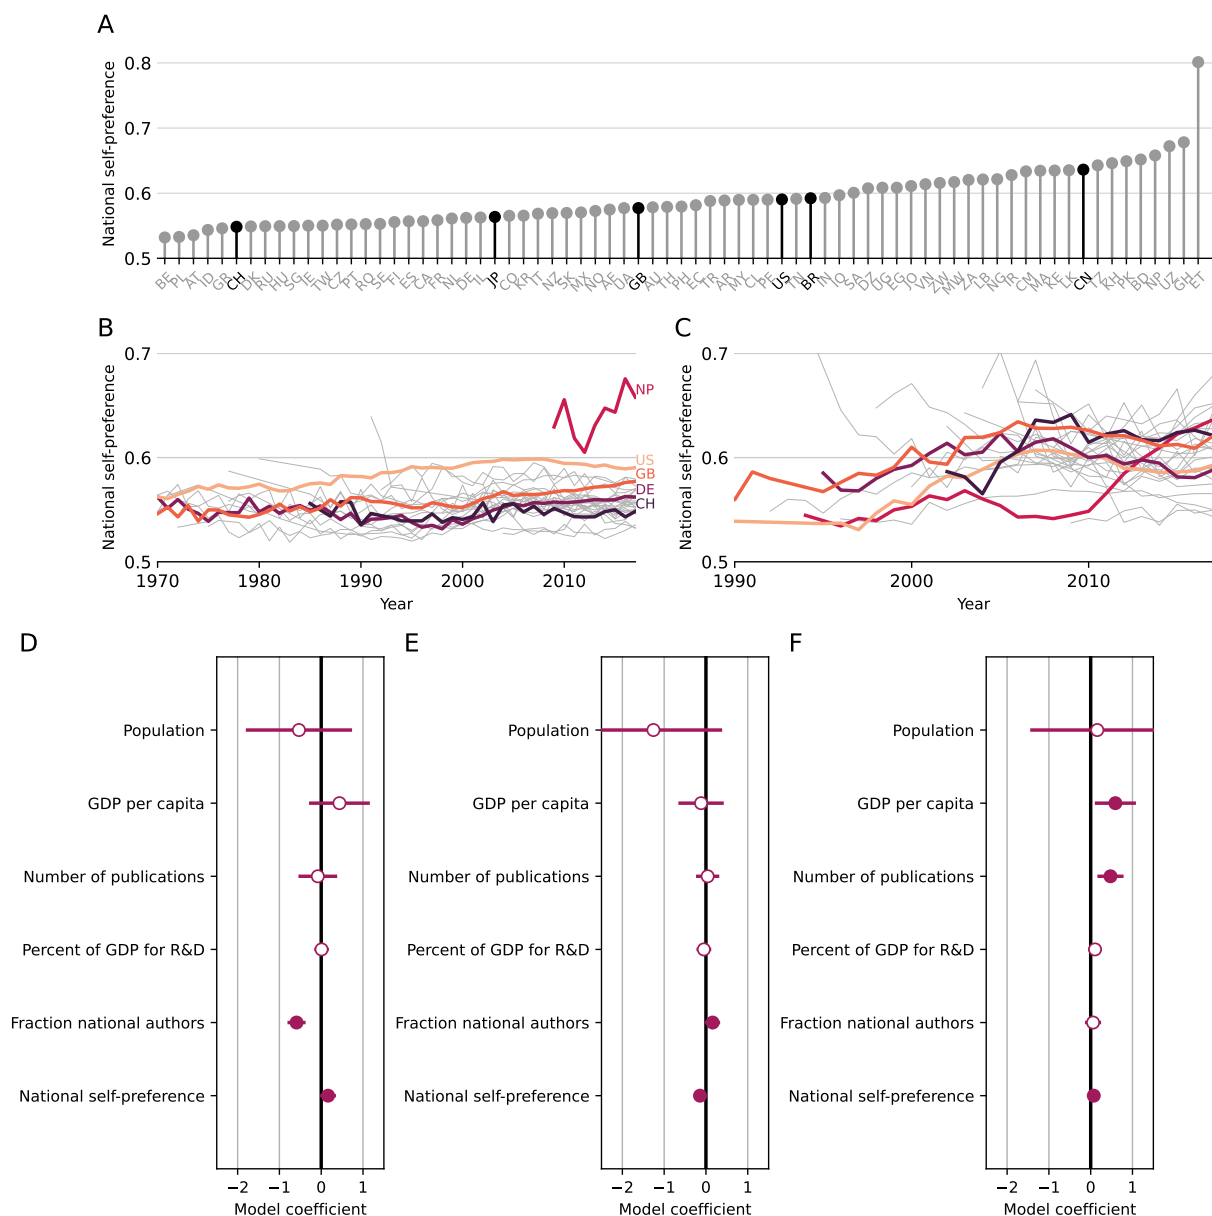 A
National self-preference
0.8
0.7
0.6
0.5
BE PL AT ID GR CH DK RU HU SG IE TW CZ PT RO SE FI ES CA FR NL DE IL JP CO KR IT NZ SK MX NO AE UA GB AU TH PH EC TR AR MY CL PE US TN BR IN IQ SA DZ UG EG JO VN ZW MW ZA LB NG IR CM MA KE LK CN TZ KH PK BD NP UZ GH ET
B
National self-preference
0.7
0.6
0.5
NP
US
GB
DE
CH
1970 1980 1990 2000 2010
Year
C
National self-preference
0.7
0.6
0.5
1990 2000 2010
Year
D
Population
GDP per capita
Number of publications
Percent of GDP for R&D
Fraction national authors
National self-preference
−2 −1 0 1
Model coefficient
E
Population
GDP per capita
Number of publications
Percent of GDP for R&D
Fraction national authors
National self-preference
−2 −1 0 1
Model coefficient
F
Population
GDP per capita
Number of publications
Percent of GDP for R&D
Fraction national authors
National self-preference
−2 −1 0 1
Model coefficient